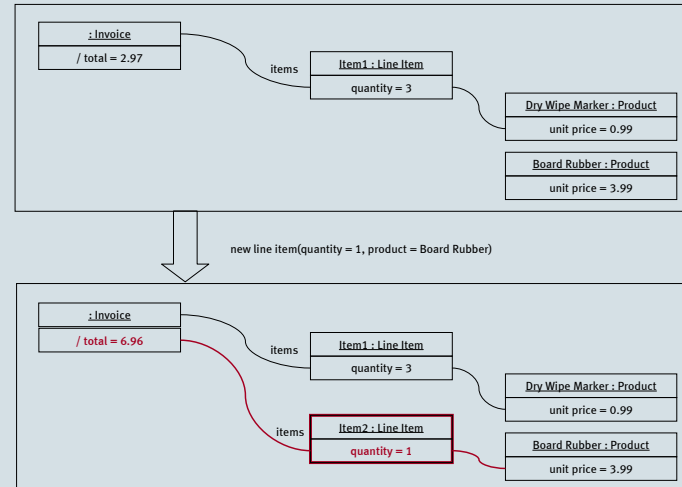 : Invoice
/ total = 2.97
items
Item1 : Line Item
quantity = 3
Dry Wipe Marker : Product
unit price = 0.99
Board Rubber : Product
unit price = 3.99
new line item(quantity = 1, product = Board Rubber)
: Invoice
/ total = 6.96
items
Item1 : Line Item
quantity = 3
Dry Wipe Marker : Product
unit price = 0.99
items
Item2 : Line Item
quantity = 1
Board Rubber : Product
unit price = 3.99